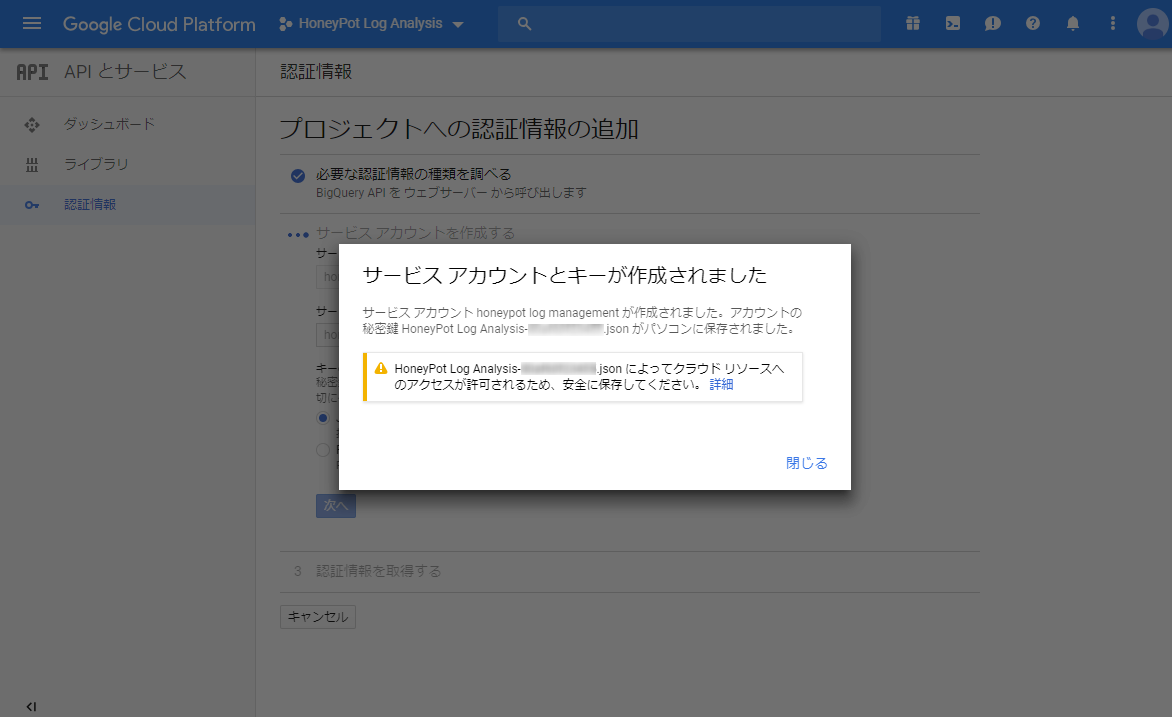 Google Cloud Platform
HoneyPot Log Analysis
API APIとサービス
認証情報
ダッシュボード
ライブラリ
認証情報
プロジェクトへの認証情報の追加
必要な認証情報の種類を調べる
BigQuery API を ウェブサーバー から呼び出します
サービス アカウントを作成する
サー
サー
キー
秘密
切に
サービス アカウントとキーが作成されました
サービス アカウント honeypot log management が作成されました。アカウントの
秘密鍵 HoneyPot Log Analysis- .json がパソコンに保存されました。
HoneyPot Log Analysis- .json によってクラウド リソースへ
のアクセスが許可されるため、安全に保存してください。 詳細
閉じる
次へ
3 認証情報を取得する
キャンセル